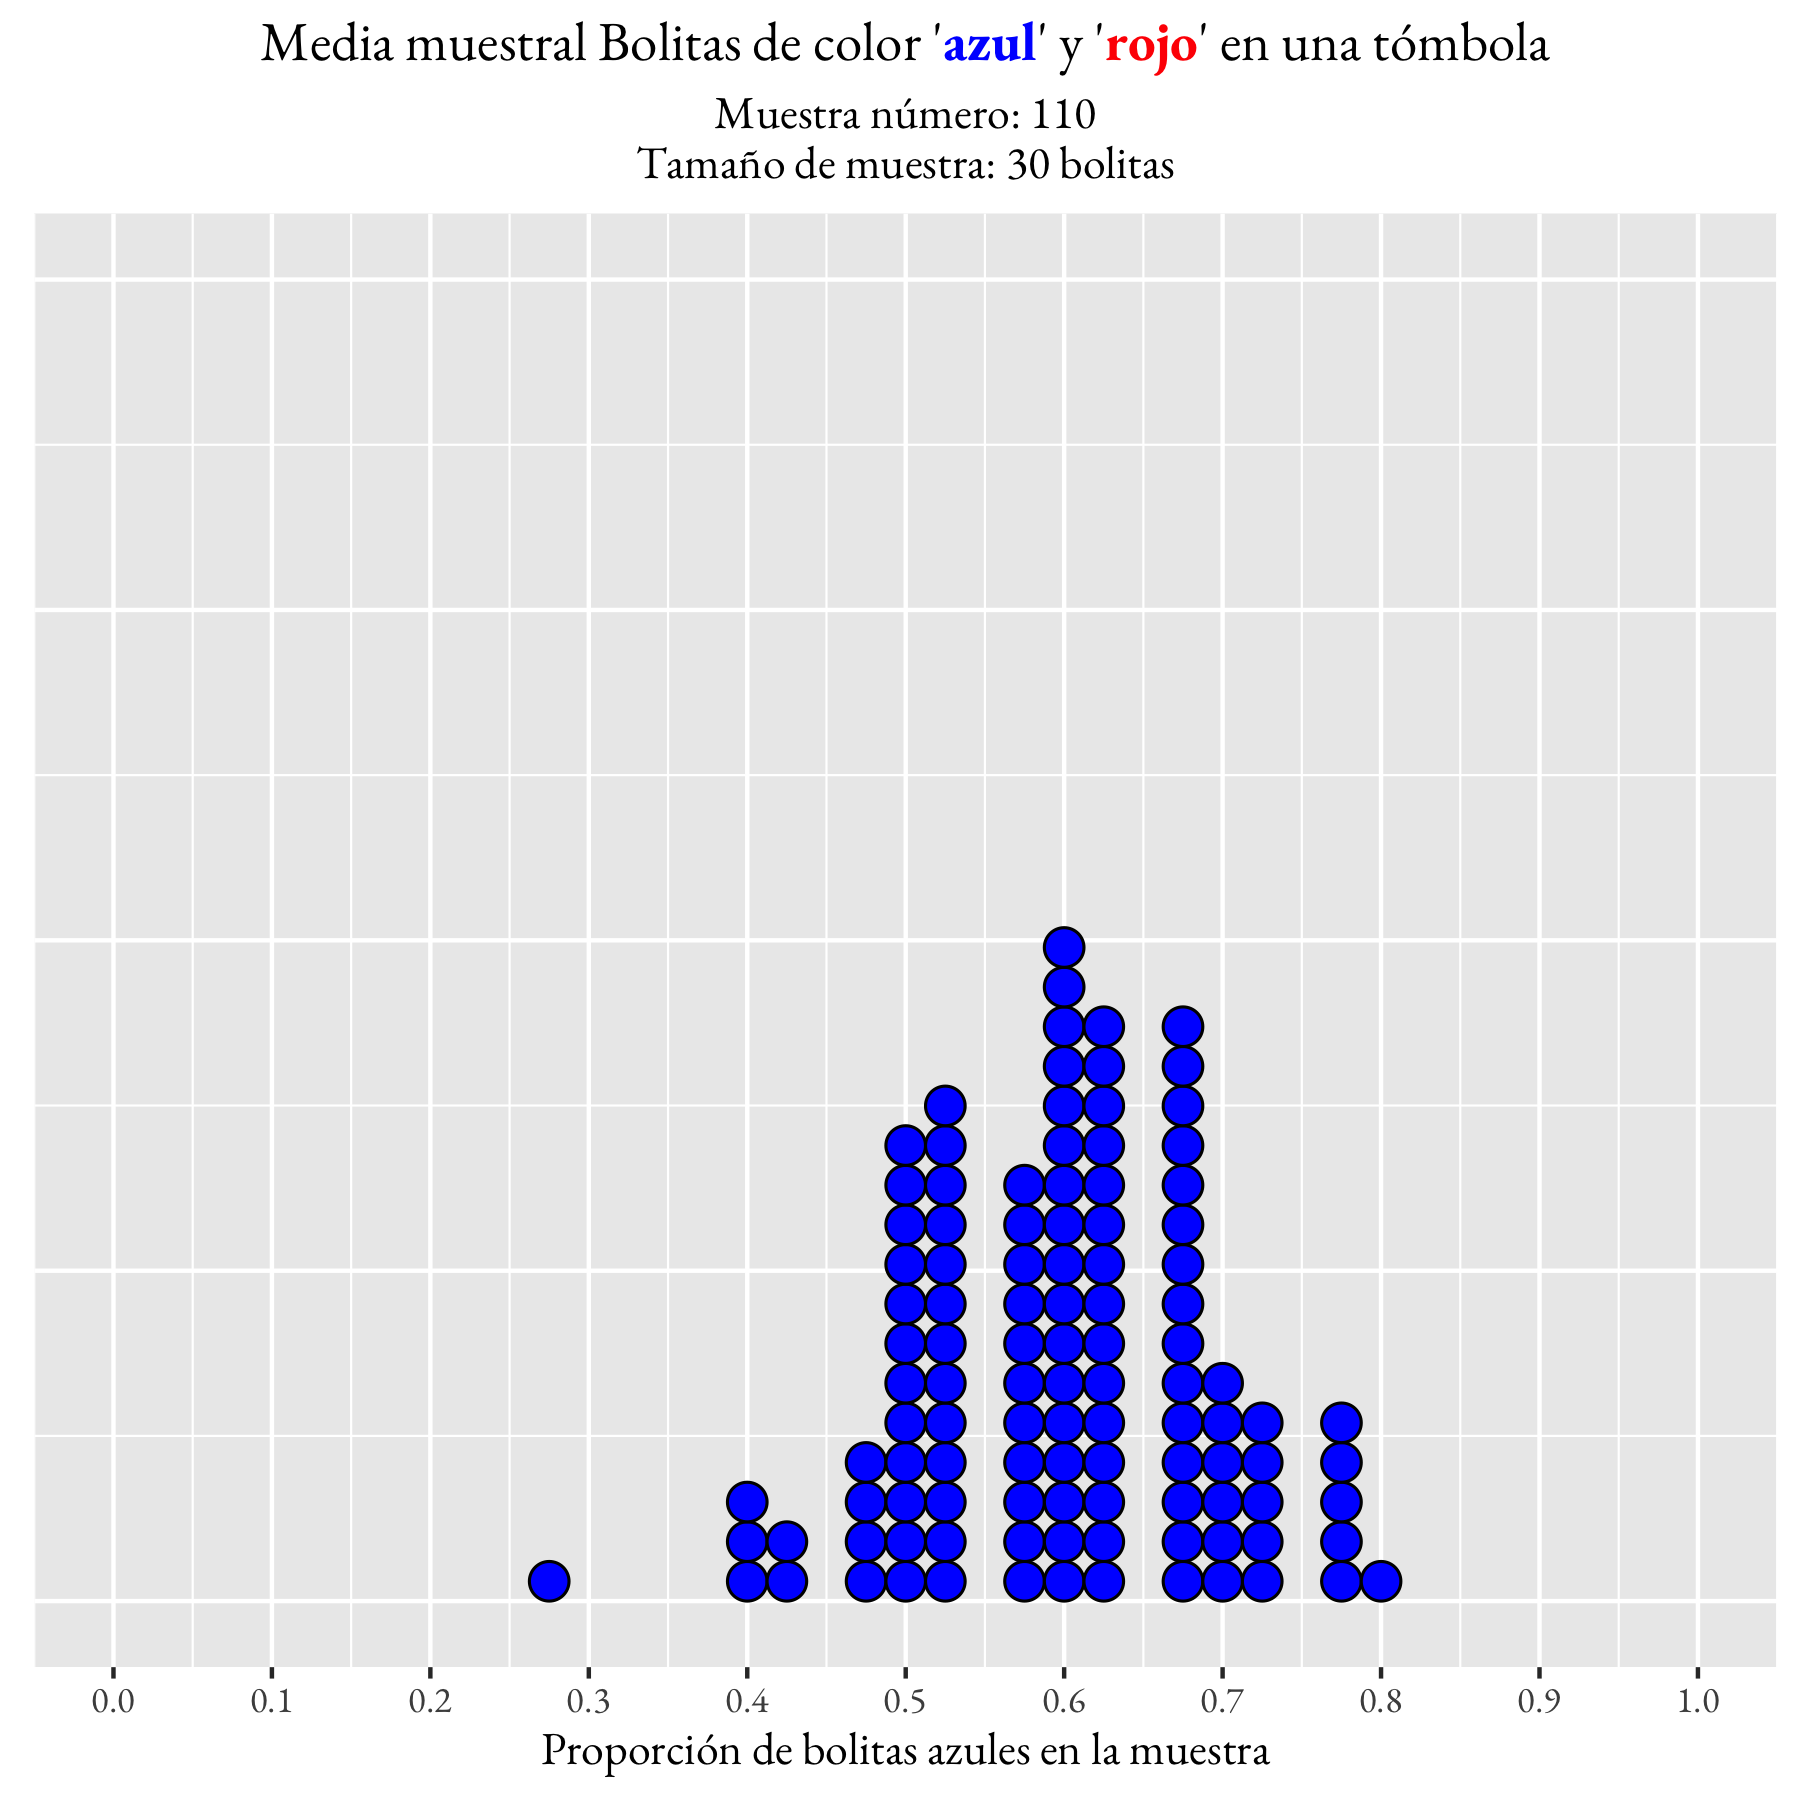 Media muestral Bolitas de color 'azul' y 'rojo' en una tómbola
Muestra número: 110
Tamaño de muestra: 30 bolitas
0.0 0.1 0.2 0.3 0.4 0.5 0.6 0.7 0.8 0.9 1.0
Proporción de bolitas azules en la muestra